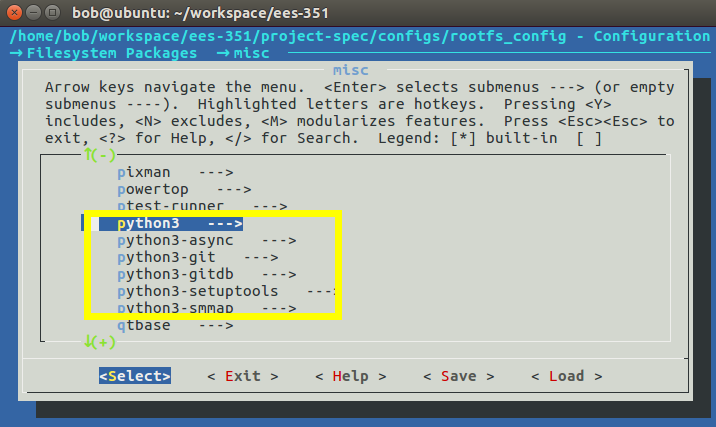 bob@ubuntu: ~/workspace/ees-351
/home/bob/workspace/ees-351/project-spec/configs/rootfs_config - Configuration
→ Filesystem Packages → misc
misc
Arrow keys navigate the menu. <Enter> selects submenus ---> (or empty
submenus ----). Highlighted letters are hotkeys. Pressing <Y>
includes, <N> excludes, <M> modularizes features. Press <Esc><Esc> to
exit, <?> for Help, </> for Search. Legend: [*] built-in [ ]
↑(-)
pixman --->
powertop --->
ptest-runner --->
python3 --->
python3-async --->
python3-git --->
python3-gitdb --->
python3-setuptools --->
python3-smmap --->
qtbase --->
↓(+)
<Select> < Exit > < Help > < Save > < Load >